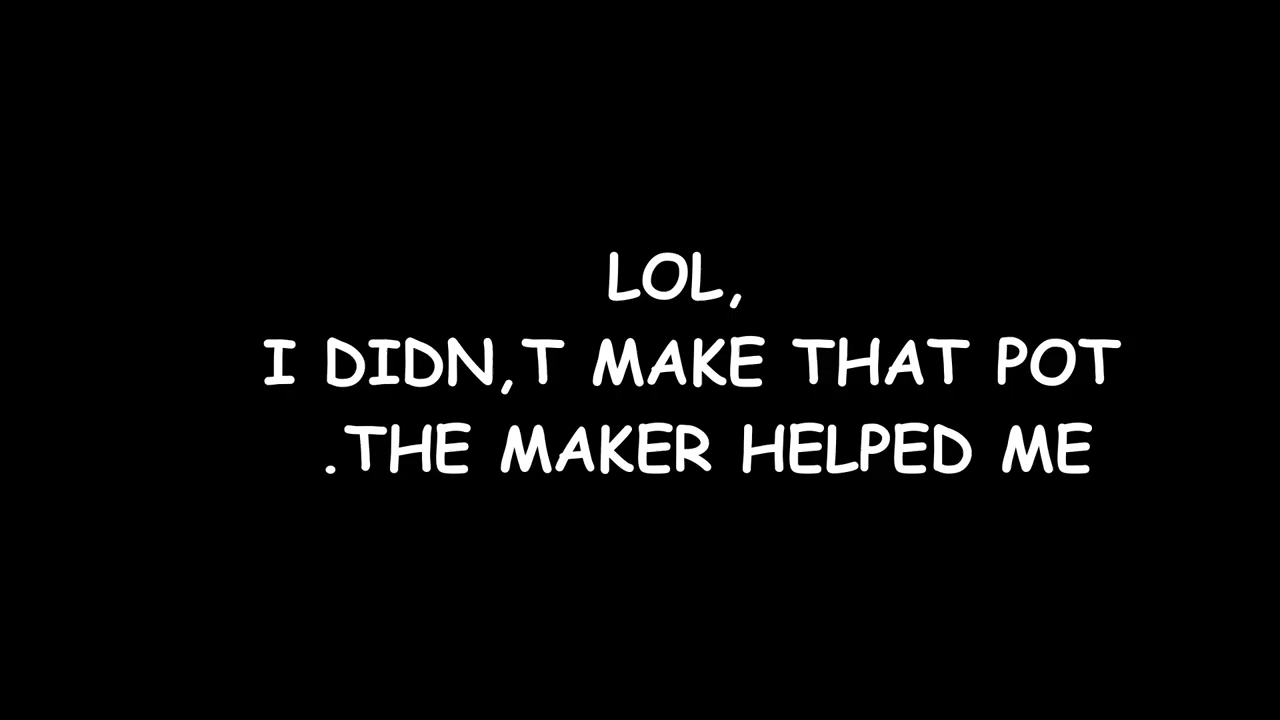 LOL,
I DIDN,T MAKE THAT POT
.THE MAKER HELPED ME